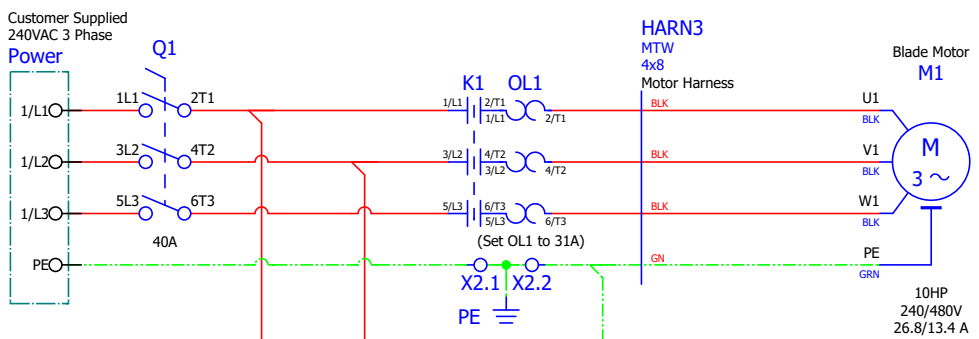 Customer Supplied
240VAC 3 Phase
Power
Q1
K1
OL1
HARN3
MTW
4x8
Motor Harness
Blade Motor
M1
1/L1
1L1
2T1
1/L1
2/T1
1/L1
2/T1
BLK
U1
BLK
1/L2
3L2
4T2
3/L2
4/T2
3/L2
4/T2
BLK
V1
BLK
M
3 ~
1/L3
5L3
6T3
5/L3
6/T3
5/L3
6/T3
BLK
W1
BLK
40A
(Set OL1 to 31A)
PE
X2.1
X2.2
GN
PE
GRN
PE
10HP
240/480V
26.8/13.4 A